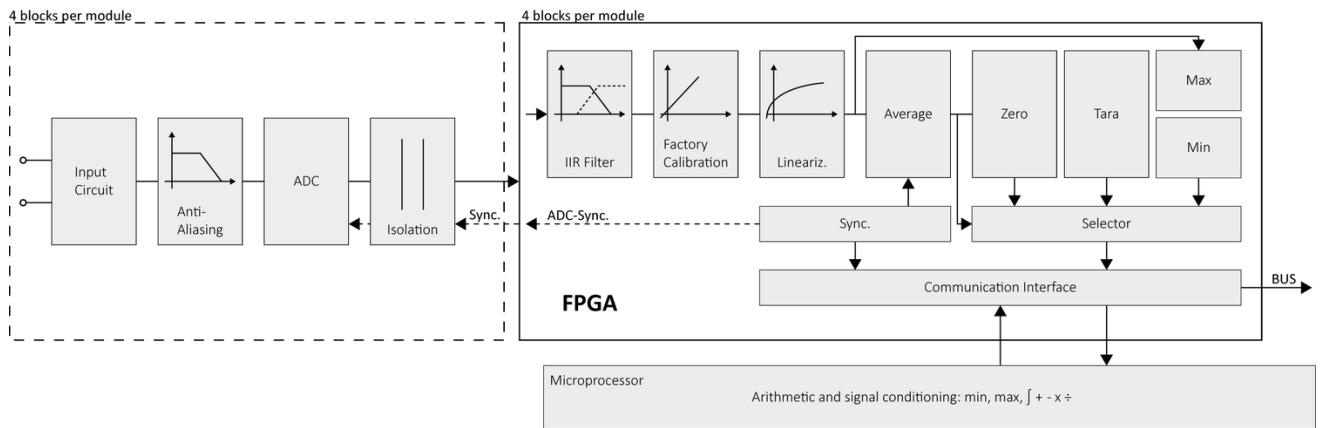 4 blocks per module
4 blocks per module
Input
Circuit
Anti-
Aliasing
ADC
Isolation
Sync.
IIR Filter
Factory
Calibration
Lineariz.
Average
Zero
Tara
Max
Min
ADC-Sync.
Sync.
Selector
Communication Interface
BUS
FPGA
Microprocessor
Arithmetic and signal conditioning: min, max, ∫ + - x ÷